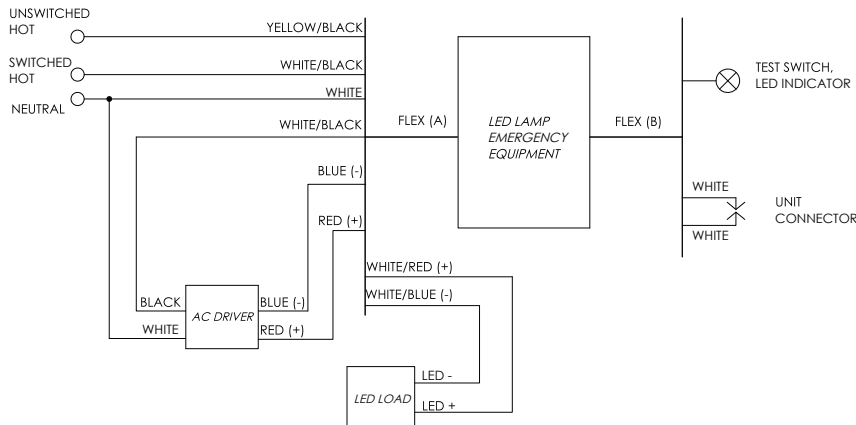 UNSWITCHED
HOT
YELLOW/BLACK
SWITCHED
HOT
WHITE/BLACK
NEUTRAL
WHITE
WHITE/BLACK
FLEX (A)
LED LAMP
EMERGENCY
EQUIPMENT
FLEX (B)
TEST SWITCH,
LED INDICATOR
BLUE (-)
RED (+)
WHITE
WHITE
UNIT
CONNECTOR
WHITE/RED (+)
WHITE/BLUE (-)
BLACK
WHITE
AC DRIVER
BLUE (-)
RED (+)
LED LOAD
LED -
LED +